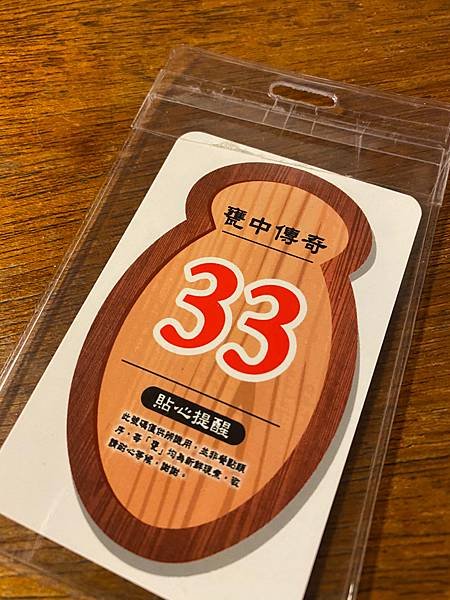 甕中傳奇
33
貼心提醒
此號碼僅供辨識用，並非餐點順
序，每「甕」均為新鮮現煮，敬
請耐心等候，謝謝。